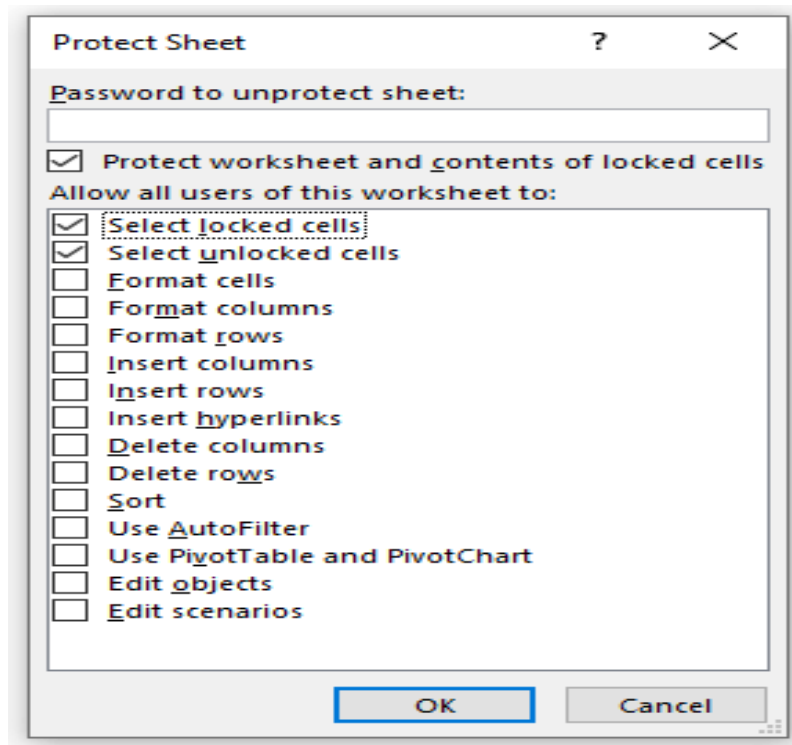 Protect Sheet ?
Password to unprotect sheet:
Protect worksheet and contents of locked cells
Allow all users of this worksheet to:
Select locked cells
Select unlocked cells
Format cells
Format columns
Format rows
Insert columns
Insert rows
Insert hyperlinks
Delete columns
Delete rows
Sort
Use AutoFilter
Use PivotTable and PivotChart
Edit objects
Edit scenarios
OK Cancel